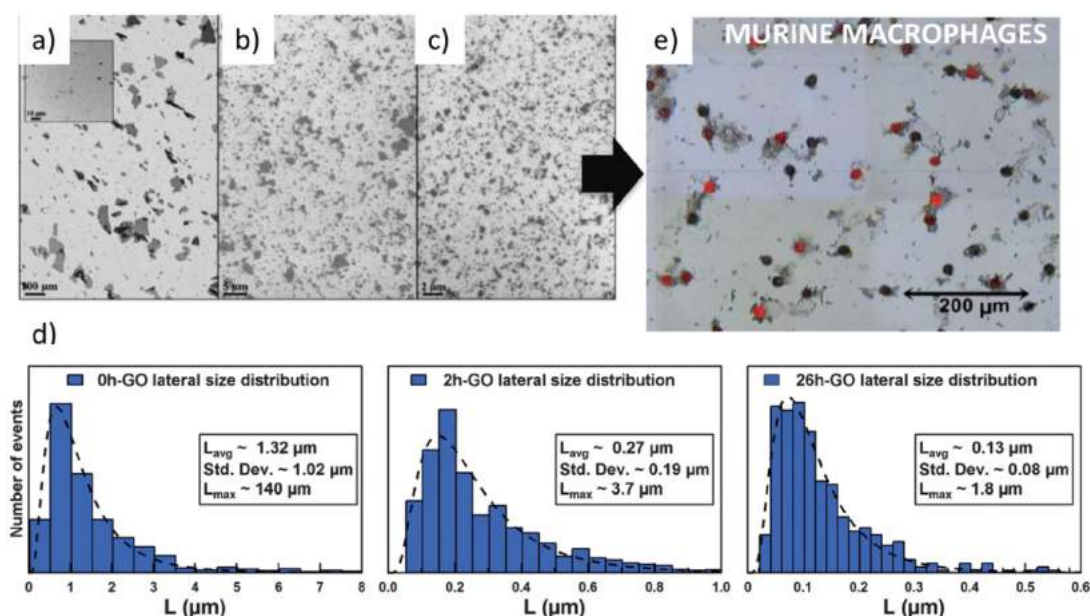 a)
b)
c)
e)
MURINE MACROPHAGES
10 µm
100 µm
5 µm
2 µm
200 µm
d)
0h-GO lateral size distribution
Lavg ~ 1.32 µm
Std. Dev. ~ 1.02 µm
Lmax ~ 140 µm
Number of events
0 1 2 3 4 5 6 7 8
L (µm)
2h-GO lateral size distribution
Lavg ~ 0.27 µm
Std. Dev. ~ 0.19 µm
Lmax ~ 3.7 µm
0.0 0.2 0.4 0.6 0.8 1.0
L (µm)
26h-GO lateral size distribution
Lavg ~ 0.13 µm
Std. Dev. ~ 0.08 µm
Lmax ~ 1.8 µm
0.0 0.1 0.2 0.3 0.4 0.5 0.6
L (µm)